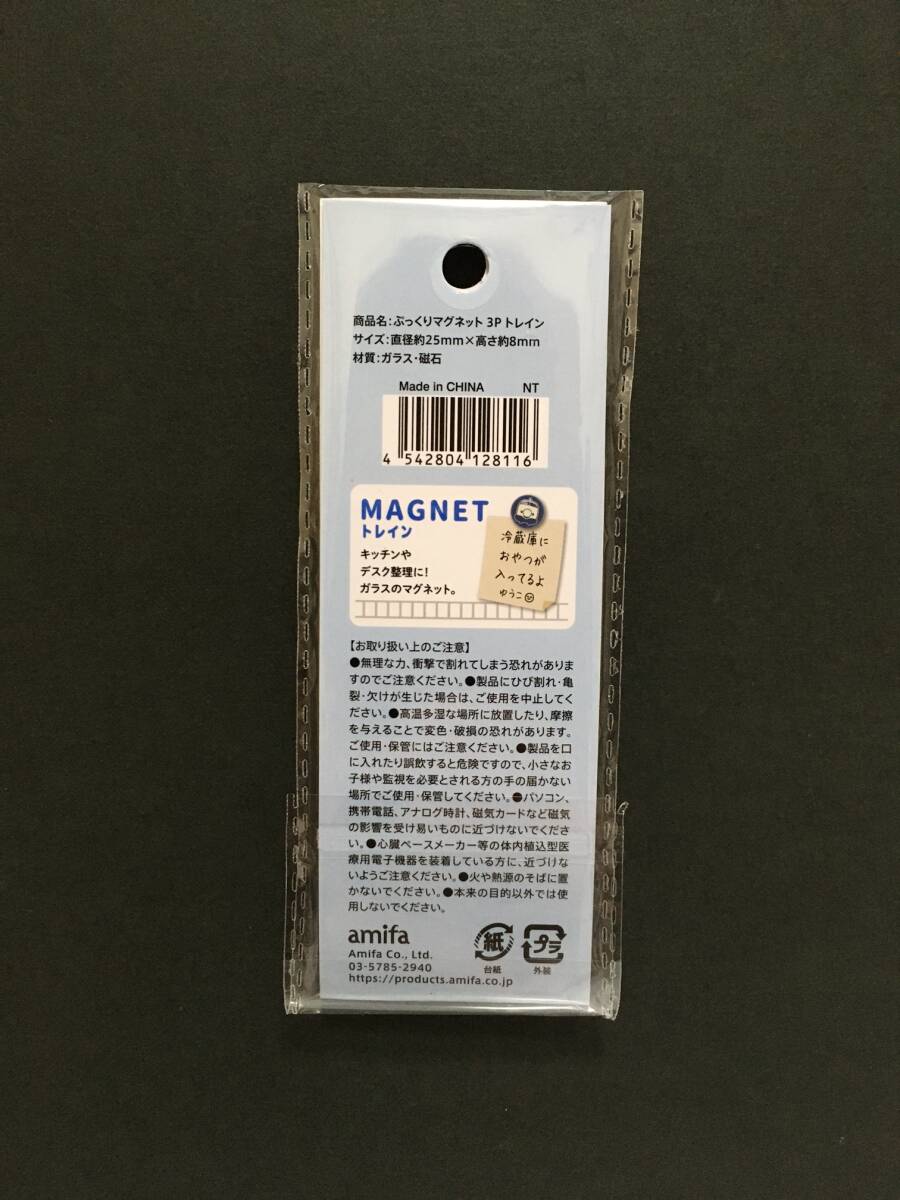 商品名:ぷっくりマグネット 3P トレイン
サイズ:直径約25mm×高さ約8mm
材質:ガラス・磁石
Made in CHINA NT
4 542804 128116
MAGNET
トレイン
キッチンや
デスク整理に!
ガラスのマグネット。
冷蔵庫に
おやつが
入ってるよ
ゆうこ
【お取り扱い上のご注意】
●無理な力、衝撃で割れてしまう恐れがありま
すのでご注意ください。●製品にひび割れ・亀
裂・欠けが生じた場合は、ご使用を中止してく
ださい。●高温多湿な場所に放置したり、摩擦
を与えることで変色・破損の恐れがあります。
ご使用・保管にはご注意ください。●製品を口
に入れたり誤飲すると危険ですので、小さなお
子様や監視を必要とされる方の手の届かない
場所でご使用・保管してください。●パソコン、
携帯電話、アナログ時計、磁気カードなど磁気
の影響を受け易いものに近づけないでくださ
い。●心臓ペースメーカー等の体内植込型医
療用電子機器を装着している方に、近づけな
いようご注意ください。●火や熱源のそばに置
かないでください。●本来の目的以外では使
用しないでください。
amifa
Amifa Co., Ltd.
03-5785-2940
https://products.amifa.co.jp
紙
台紙
プラ
外装